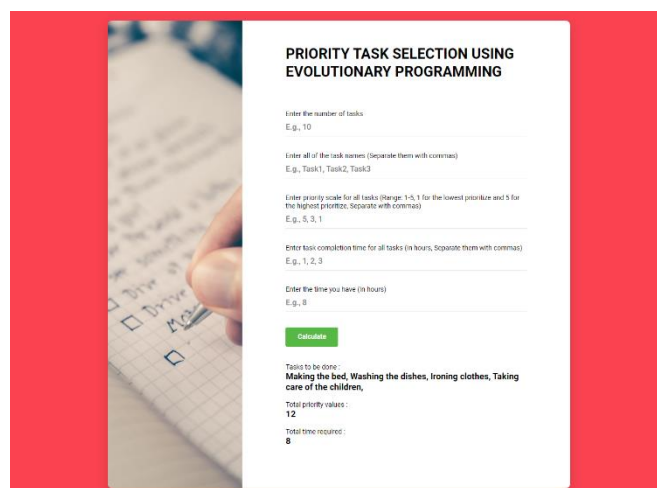 PRIORITY TASK SELECTION USING
EVOLUTIONARY PROGRAMMING
Enter the number of tasks
E.g., 10
Enter all of the task names (Separate them with commas)
E.g., Task1, Task2, Task3
Enter priority scale for all tasks (Range: 1-5, 1 for the lowest prioritize and 5 for
the highest prioritize, Separate with commas)
E.g., 5, 3, 1
Enter task completion time for all tasks (in hours, Separate them with commas)
E.g., 1, 2, 3
Enter the time you have (in hours)
E.g., 8
Calculate
Tasks to be done :
Making the bed, Washing the dishes, Ironing clothes, Taking
care of the children,
Total priority values :
12
Total time required :
8
Drive